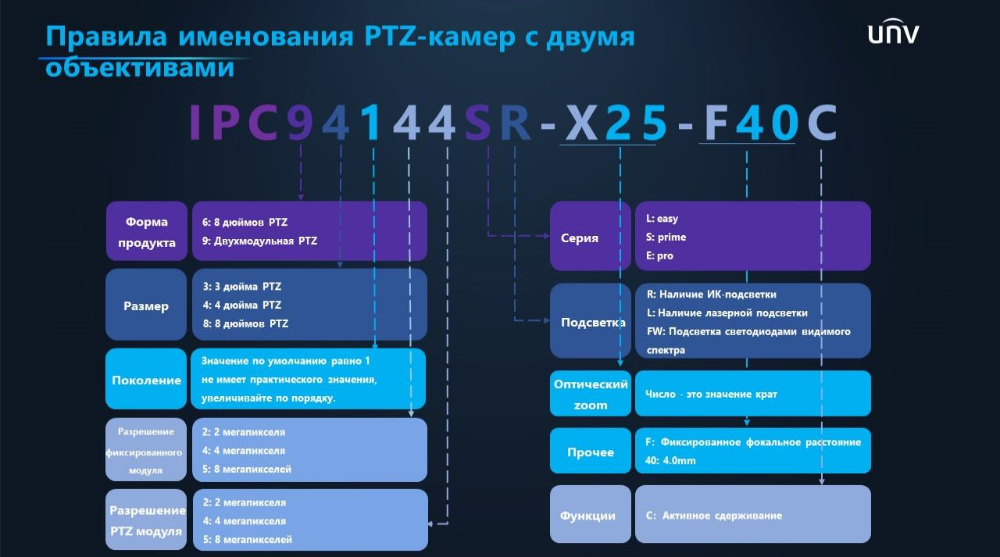 Правила именования PTZ-камер с двумя
объективами
unv
IPC94144SR-X25-F40C
Форма
продукта
6: 8 дюймов PTZ
9: Двухмодульная PTZ
Размер
3: 3 дюйма PTZ
4: 4 дюйма PTZ
8: 8 дюймов PTZ
Поколение
Значение по умолчанию равно 1
не имеет практического значения,
увеличивайте по порядку.
Разрешение
фиксированного
модуля
2: 2 мегапикселя
4: 4 мегапикселя
5: 8 мегапикселей
Разрешение
PTZ модуля
2: 2 мегапикселя
4: 4 мегапикселя
5: 8 мегапикселей
Серия
L: easy
S: prime
E: pro
Подсветка
R: Наличие ИК-подсветки
L: Наличие лазерной подсветки
FW: Подсветка светодиодами видимого
спектра
Оптический
zoom
Число - это значение крат
Прочее
F: Фиксированное фокальное расстояние
40: 4.0mm
Функции
C: Активное сдерживание